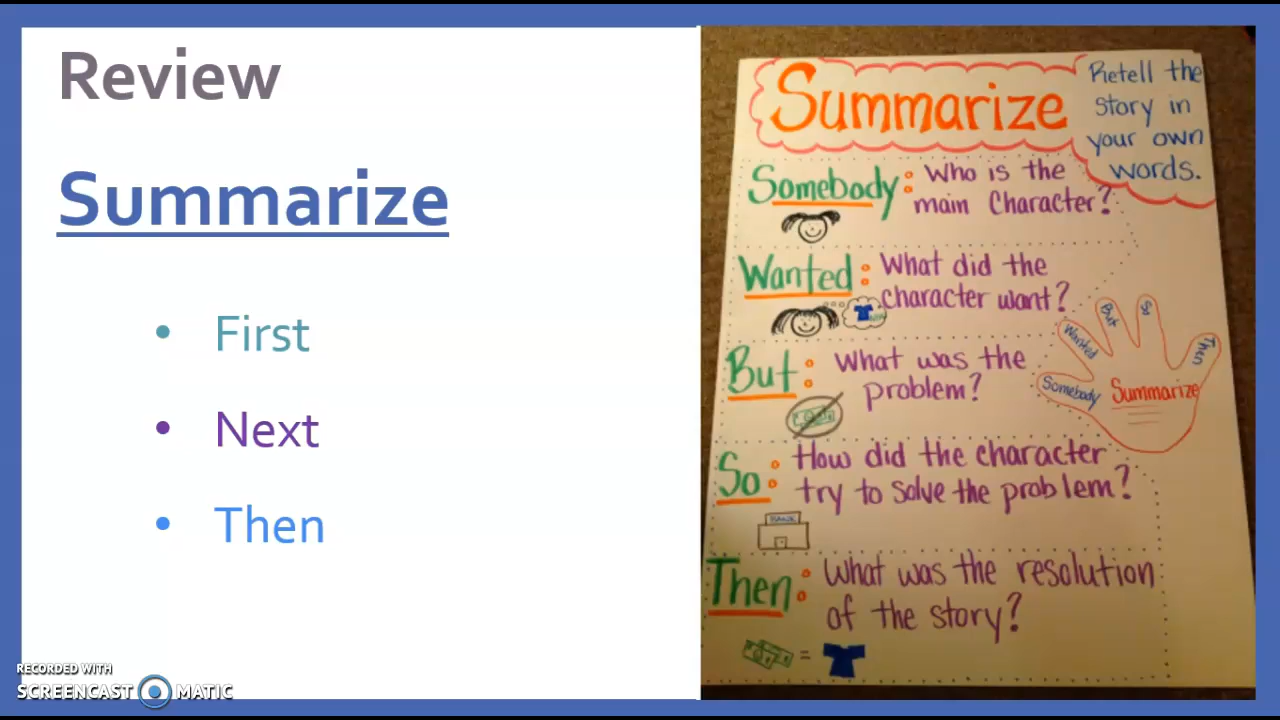 Review
Summarize
• First
• Next
• Then
Summarize
Retell the
story in
your own
words.
Somebody: Who is the
main Character?
Wanted: What did the
character want?
But: What was the
problem?
So: How did the character
try to solve the problem?
BANK
Then: What was the resolution
of the story?
=
Somebody
Wanted
But
So
Then
Summarize
RECORDED WITH
SCREENCAST MATIC